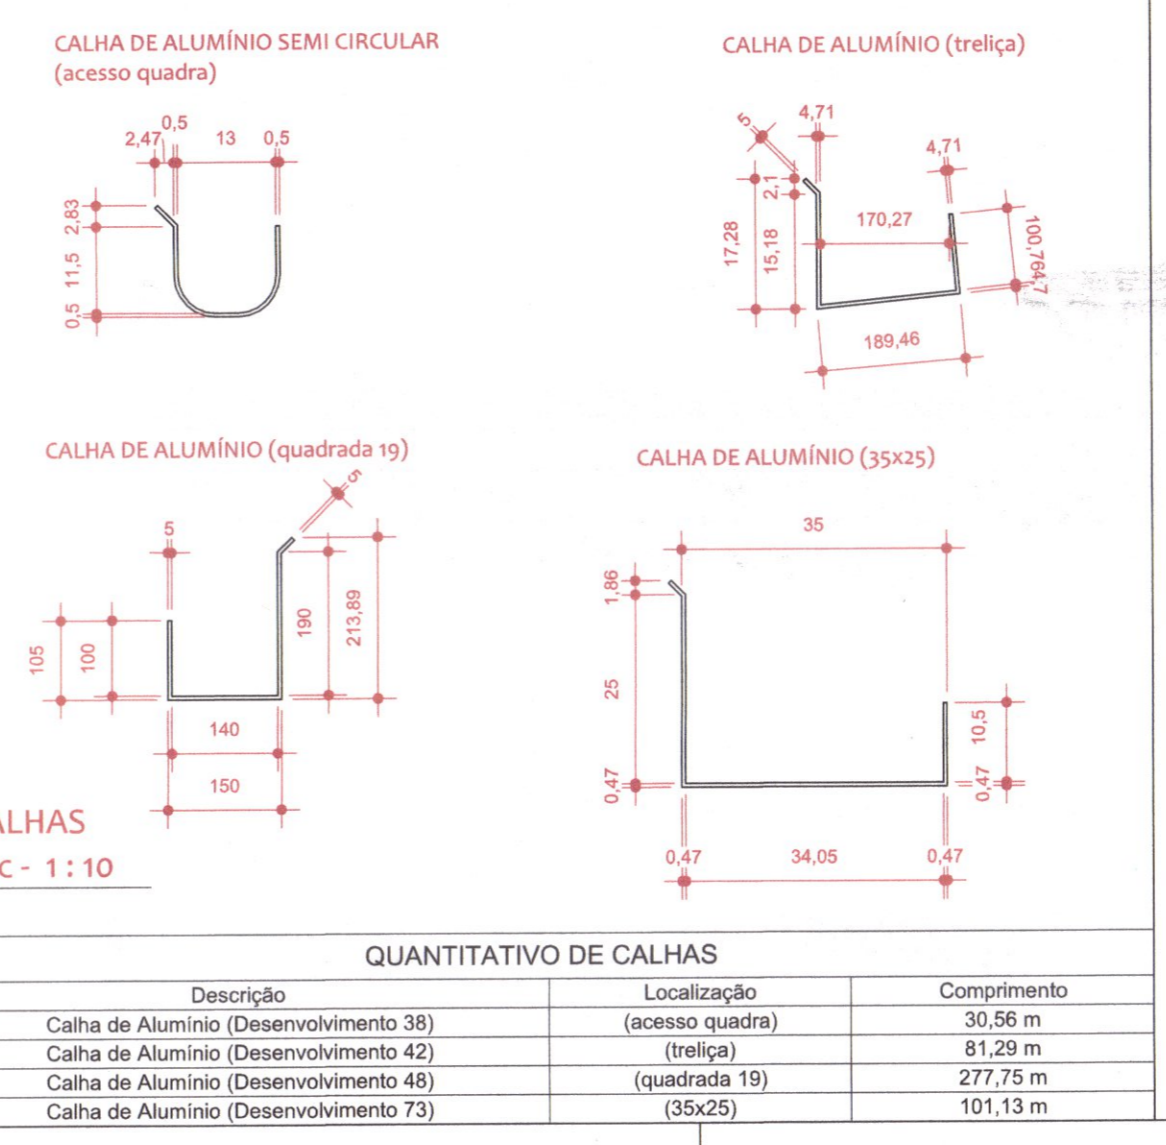 CALHA DE ALUMÍNIO SEMI CIRCULAR
(acesso quadra)
2,47
0,5
13
0,5
2,83
11,5
0,5
CALHA DE ALUMÍNIO (treliça)
5
4,71
4,71
2,1
17,28
15,18
170,27
100,76
4,7
189,46
CALHA DE ALUMÍNIO (quadrada 19)
5
5
105
100
190
213,89
140
150
CALHA DE ALUMÍNIO (35x25)
35
1,86
25
0,47
10,5
0,47
0,47
34,05
0,47
ALHAS
C - 1 : 10
QUANTITATIVO DE CALHAS
Descrição Localização Comprimento
Calha de Alumínio (Desenvolvimento 38) (acesso quadra) 30,56 m
Calha de Alumínio (Desenvolvimento 42) (treliça) 81,29 m
Calha de Alumínio (Desenvolvimento 48) (quadrada 19) 277,75 m
Calha de Alumínio (Desenvolvimento 73) (35x25) 101,13 m